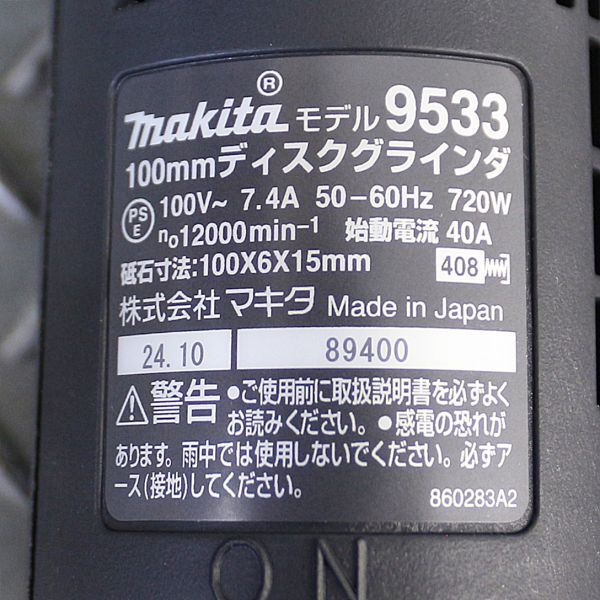 makita® モデル 9533
100mmディスクグラインダ
PSE 100V~ 7.4A 50-60Hz 720W
n₀12000min⁻¹ 始動電流 40A
砥石寸法:100X6X15mm 408
株式会社 マキタ Made in Japan
24.10 89400
⚠警告 ●ご使用前に取扱説明書を必ずよく
お読みください。●感電の恐れが
あります。雨中では使用しないでください。必ずア
ース(接地)してください。
860283A2
ON